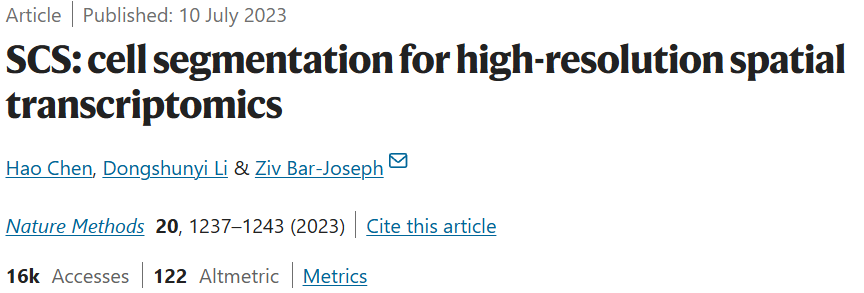 Article | Published: 10 July 2023
SCS: cell segmentation for high-resolution spatial
transcriptomics
Hao Chen, Dongshunyi Li & Ziv Bar-Joseph
Nature Methods 20, 1237–1243 (2023) | Cite this article
16k Accesses | 122 Altmetric | Metrics